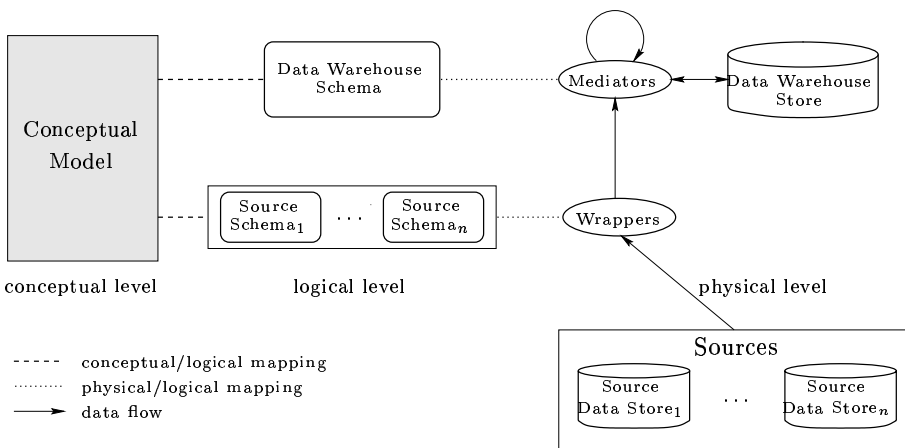 Data Warehouse
Schema
Mediators
Data Warehouse
Store
Conceptual
Model
Source
Schema₁
...
Source
Schemaₙ
Wrappers
conceptual level
logical level
physical level
conceptual/logical mapping
physical/logical mapping
data flow
Sources
Source
Data Store₁
...
Source
Data Storeₙ